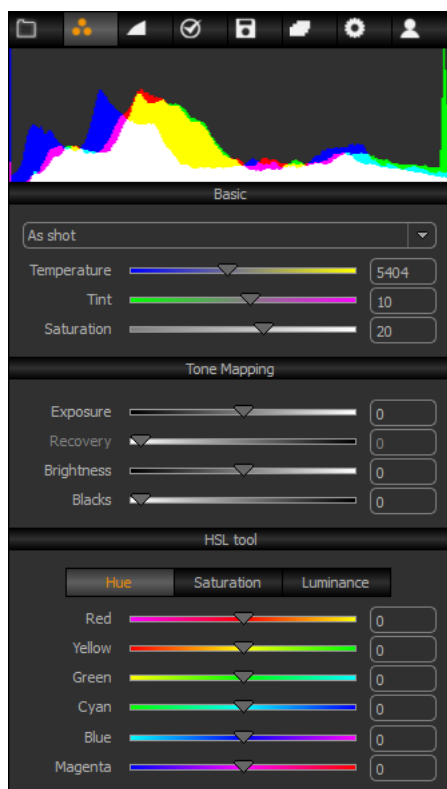 Basic
As shot
Temperature 5404
Tint 10
Saturation 20
Tone Mapping
Exposure 0
Recovery 0
Brightness 0
Blacks 0
HSL tool
Hue Saturation Luminance
Red 0
Yellow 0
Green 0
Cyan 0
Blue 0
Magenta 0